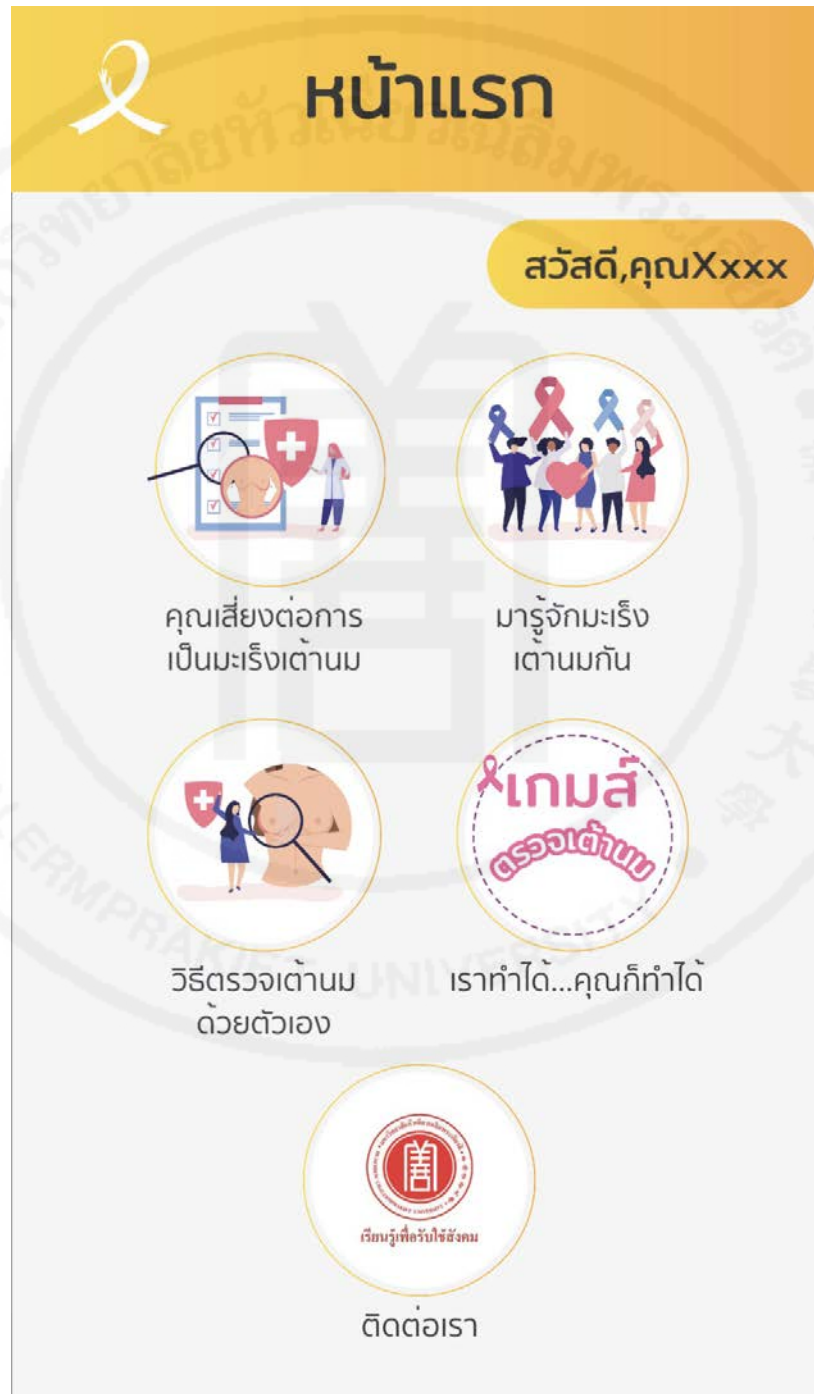 หน้าแรก
สวัสดี,คุณXxxx
คุณเสี่ยงต่อการ
เป็นมะเร็งเต้านม
มารู้จักมะเร็ง
เต้านมกัน
เกมส์
ตรวจเต้านม
วิธีตรวจเต้านม
ด้วยตัวเอง
เราทำได้...คุณก็ทำได้
เรียนรู้เพื่อรับใช้สังคม
ติดต่อเรา